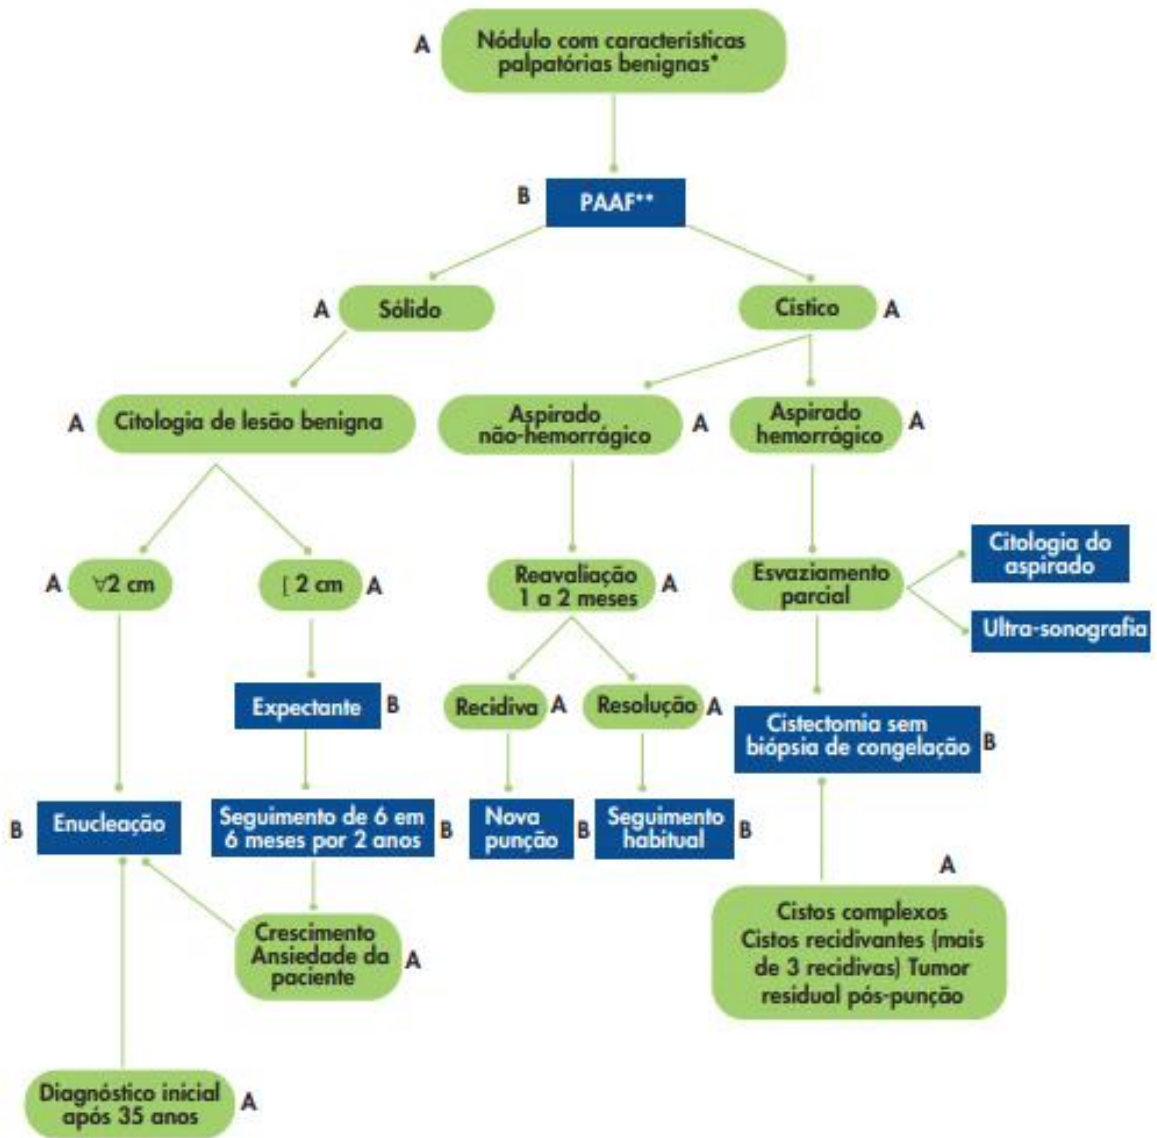 A
Nódulo com características
palpatórias benignas*
B
PAAF**
A
Sólido
Cístico
A
A
Citologia de lesão benigna
Aspirado
não-hemorrágico
A
Aspirado
hemorrágico
A
A
∀2 cm
[ 2 cm
A
Reavaliação
1 a 2 meses
A
Esvaziamento
parcial
Citologia do
aspirado
Ultra-sonografia
Expectante
B
Recidiva
A
Resolução
A
Cistectomia sem
biópsia de congelação
B
B
Enucleação
Seguimento de 6 em
6 meses por 2 anos
B
Nova
punção
B
Seguimento
habitual
B
Crescimento
Ansiedade da
paciente
A
A
Cistos complexos
Cistos recidivantes (mais
de 3 recidivas) Tumor
residual pós-punção
Diagnóstico inicial
após 35 anos
A